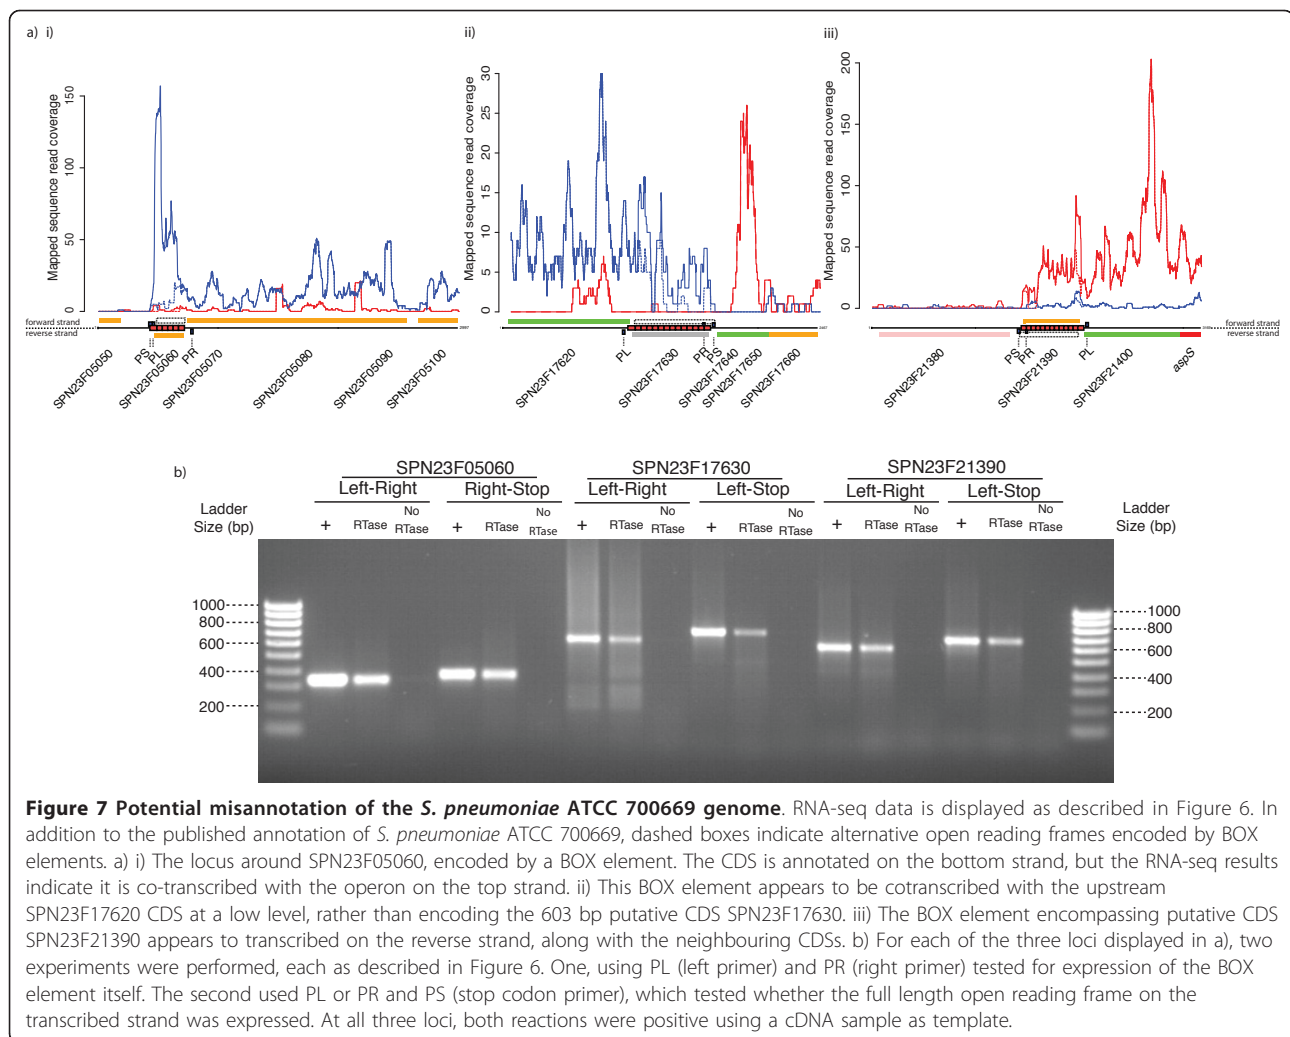 a) i)
ii)
iii)
Mapped sequence read coverage
150
100
50
0
Mapped sequence read coverage
30
25
20
15
10
5
0
Mapped sequence read coverage
200
150
100
50
0
forward strand
reverse strand
forward strand
reverse strand
SPN23F05050
PS
PL
SPN23F05060
PR
SPN23F05070
SPN23F05080
SPN23F05090
SPN23F05100
SPN23F17620
PL
SPN23F17630
PR
PS
SPN23F17640
SPN23F17650
SPN23F17660
SPN23F21380
PS
PR
SPN23F21390
PL
SPN23F21400
aspS
b)
SPN23F05060 SPN23F17630 SPN23F21390
Left-Right Right-Stop Left-Right Left-Stop Left-Right Left-Stop
Ladder Size (bp)
+ RTase No RTase + RTase No RTase + RTase No RTase + RTase No RTase + RTase No RTase + RTase No RTase
Ladder Size (bp)
1000
800
600
400
200
1000
800
600
400
200
Figure 7 Potential misannotation of the S. pneumoniae ATCC 700669 genome. RNA-seq data is displayed as described in Figure 6. In
addition to the published annotation of S. pneumoniae ATCC 700669, dashed boxes indicate alternative open reading frames encoded by BOX
elements. a) i) The locus around SPN23F05060, encoded by a BOX element. The CDS is annotated on the bottom strand, but the RNA-seq results
indicate it is co-transcribed with the operon on the top strand. ii) This BOX element appears to be cotranscribed with the upstream
SPN23F17620 CDS at a low level, rather than encoding the 603 bp putative CDS SPN23F17630. iii) The BOX element encompassing putative CDS
SPN23F21390 appears to transcribed on the reverse strand, along with the neighbouring CDSs. b) For each of the three loci displayed in a), two
experiments were performed, each as described in Figure 6. One, using PL (left primer) and PR (right primer) tested for expression of the BOX
element itself. The second used PL or PR and PS (stop codon primer), which tested whether the full length open reading frame on the
transcribed strand was expressed. At all three loci, both reactions were positive using a cDNA sample as template.